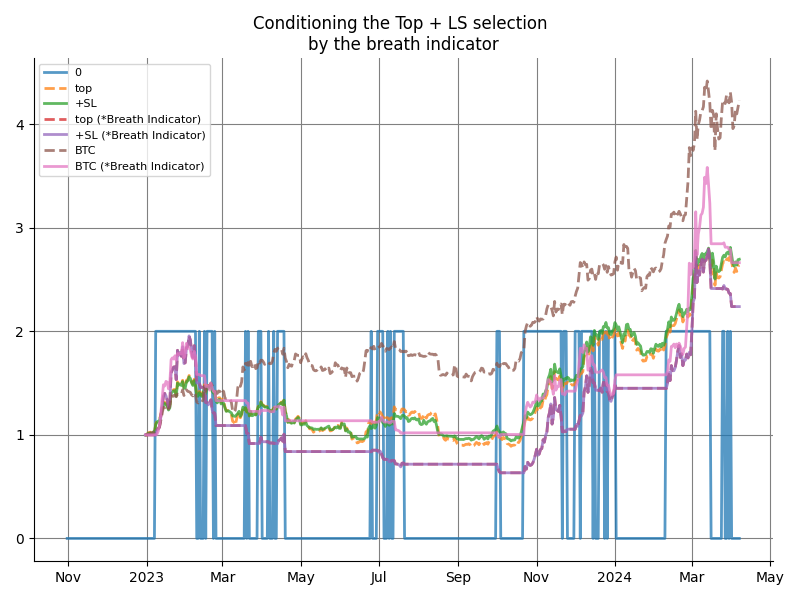 Conditioning the Top + LS selection
by the breath indicator
0
top
+SL
top (*Breath Indicator)
+SL (*Breath Indicator)
BTC
BTC (*Breath Indicator)
4
3
2
1
0
Nov
2023
Mar
May
Jul
Sep
Nov
2024
Mar
May